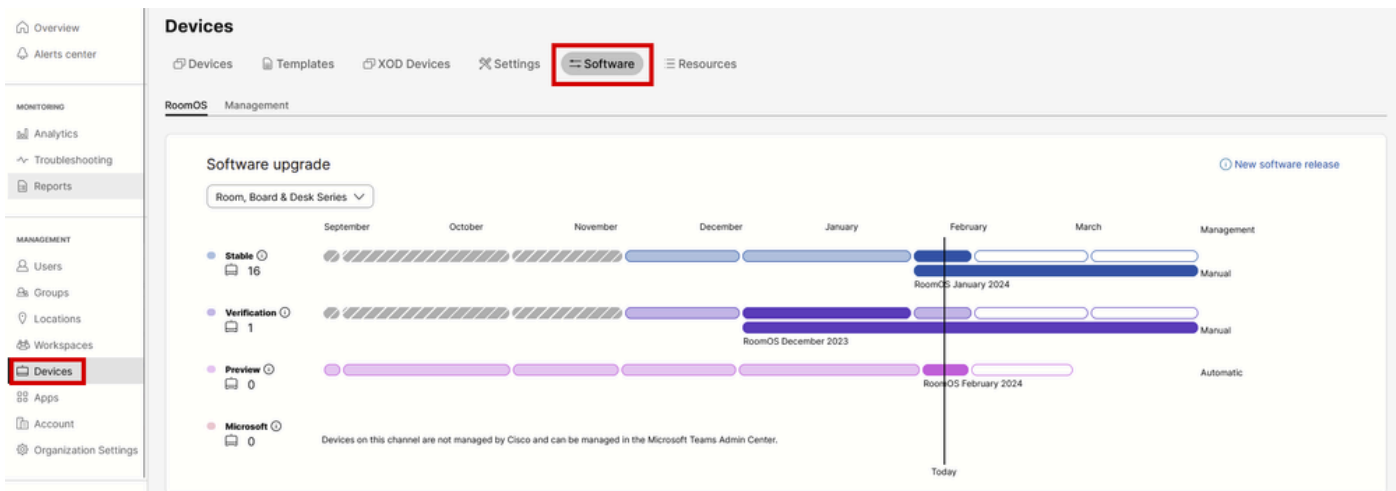 Overview
Alerts center
MONITORING
Analytics
Troubleshooting
Reports
MANAGEMENT
Users
Groups
Locations
Workspaces
Devices
Apps
Account
Organization Settings
Devices
Devices Templates XOD Devices Settings Software Resources
RoomOS Management
Software upgrade
New software release
Room, Board & Desk Series
September October November December January February March Management
Stable
16
Manual
RoomOS January 2024
Verification
1
Manual
RoomOS December 2023
Preview
0
Automatic
RoomOS February 2024
Microsoft
0
Devices on this channel are not managed by Cisco and can be managed in the Microsoft Teams Admin Center.
Today